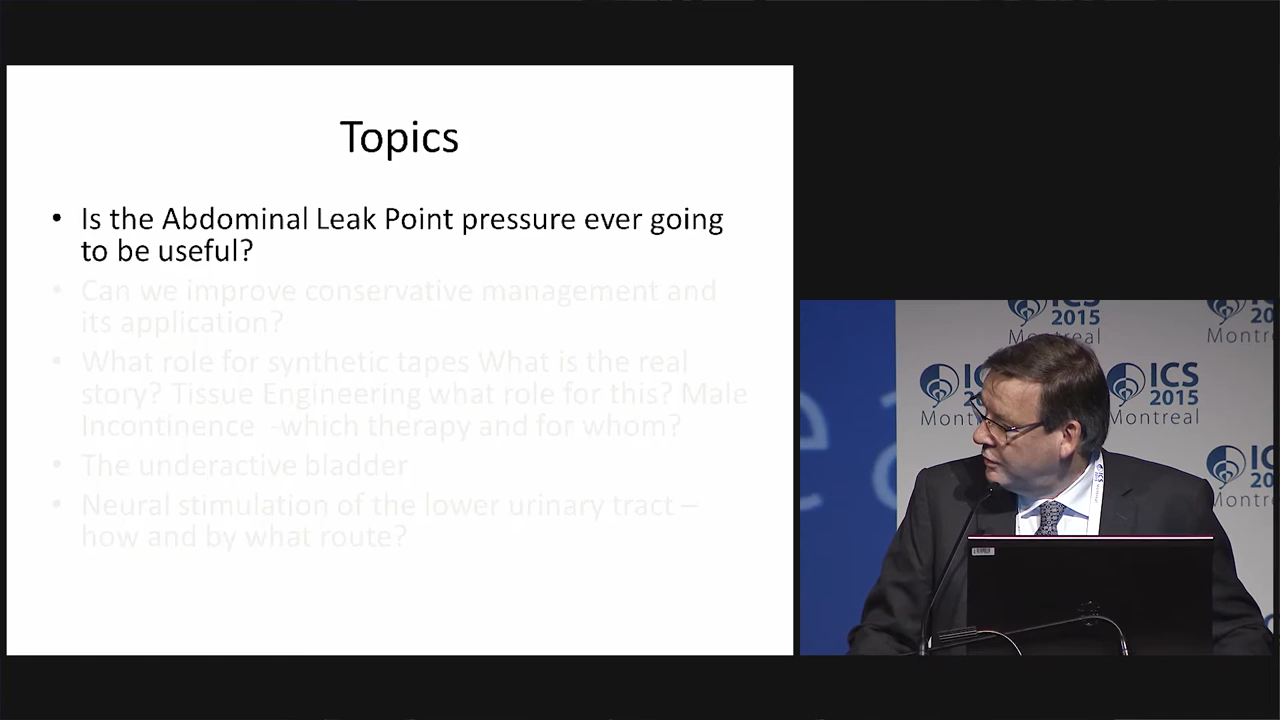 Topics
• Is the Abdominal Leak Point pressure ever going
to be useful?
• Can we improve conservative management and
its application?
• What role for synthetic tapes What is the real
story? Tissue Engineering what role for this? Male
Incontinence -which therapy and for whom?
• The underactive bladder
• Neural stimulation of the lower urinary tract –
how and by what route?
ICS
2015
Montreal
ICS
2015
Montreal